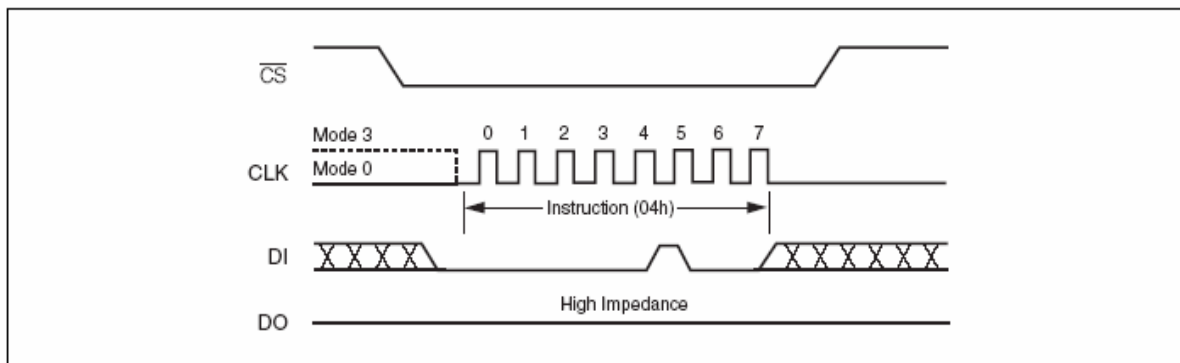 CS
Mode 3
0 1 2 3 4 5 6 7
CLK
Mode 0
Instruction (04h)
DI
High Impedance
DO